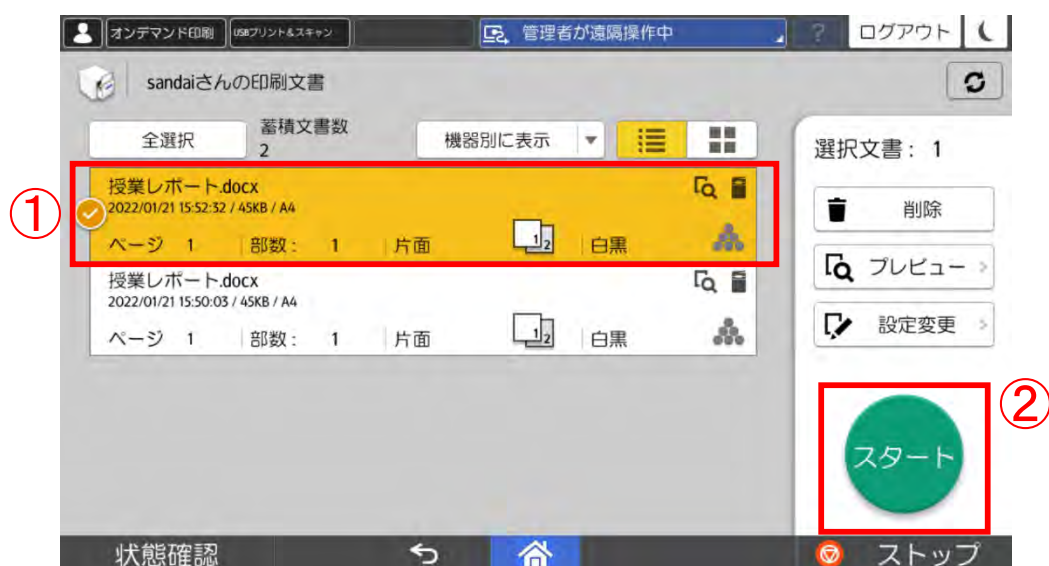 オンデマンド印刷 USBプリント&スキャン 管理者が遠隔操作中 ? ログアウト
sandaiさんの印刷文書
全選択 蓄積文書数 2 機器別に表示
選択文書: 1
①
授業レポート.docx
2022/01/21 15:52:32 / 45KB / A4
ページ 1 部数: 1 片面 1 2 白黒
授業レポート.docx
2022/01/21 15:50:03 / 45KB / A4
ページ 1 部数: 1 片面 1 2 白黒
削除
プレビュー
設定変更
②
スタート
状態確認 ストップ